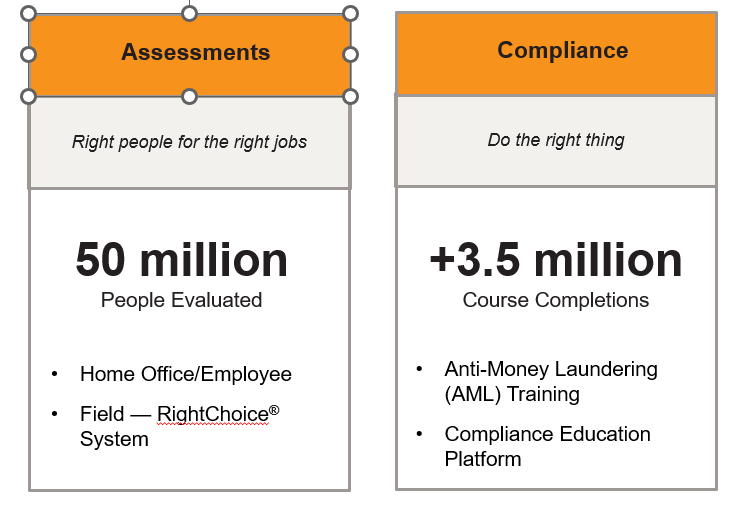 Assessments
Right people for the right jobs
50 million
People Evaluated
• Home Office/Employee
• Field — RightChoice®
System
Compliance
Do the right thing
+3.5 million
Course Completions
• Anti-Money Laundering
(AML) Training
• Compliance Education
Platform